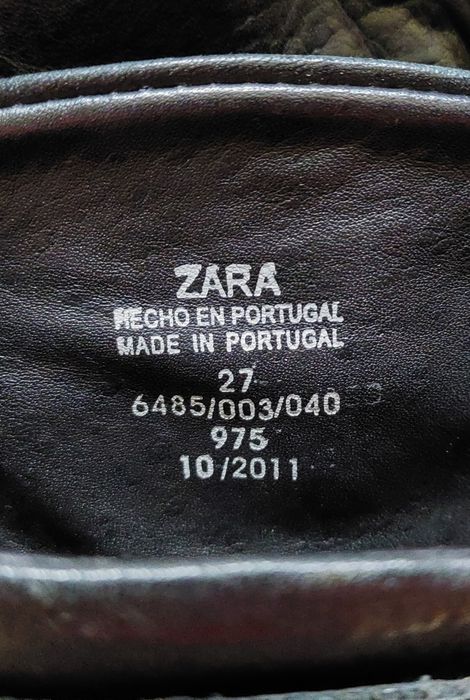 ZARA
HECHO EN PORTUGAL
MADE IN PORTUGAL
27
6485/003/040
975
10/2011